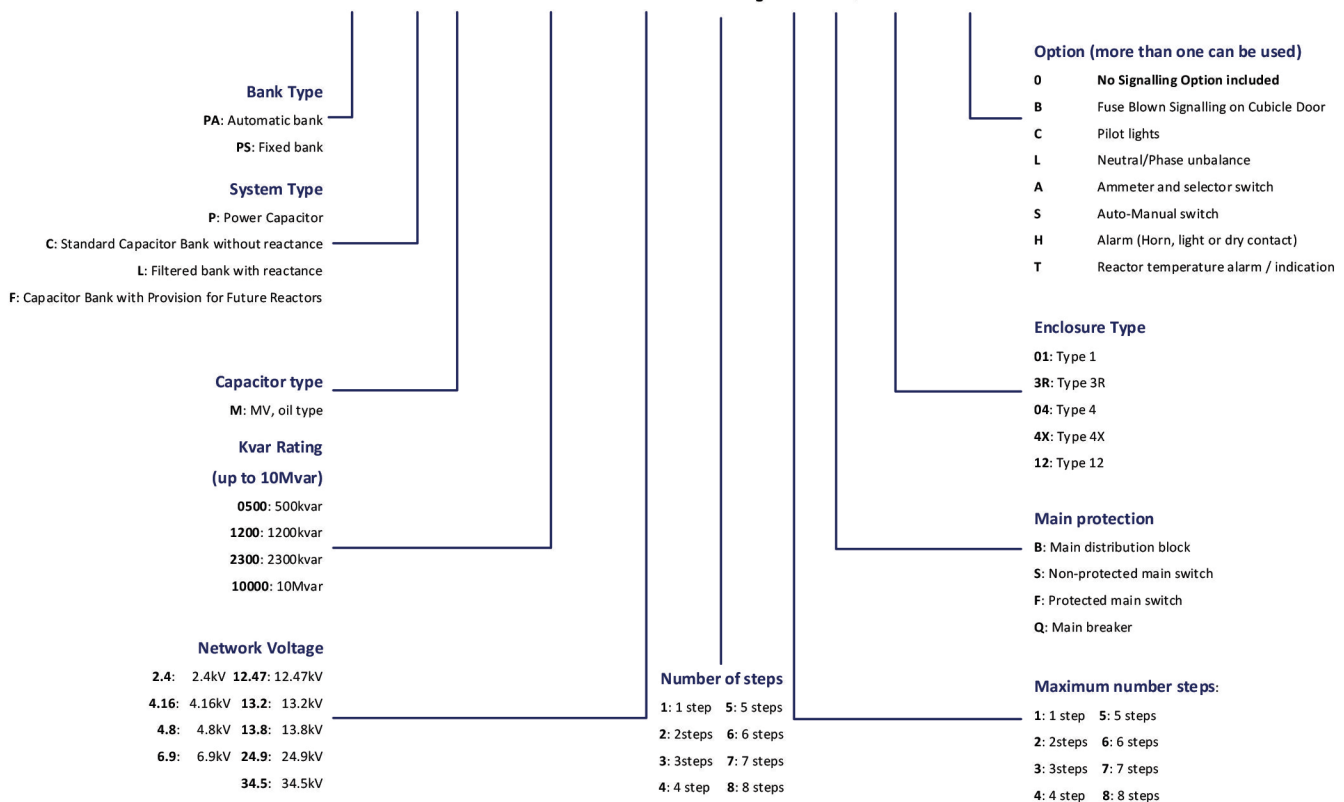 Bank Type
PA: Automatic bank
PS: Fixed bank
System Type
P: Power Capacitor
C: Standard Capacitor Bank without reactance
L: Filtered bank with reactance
F: Capacitor Bank with Provision for Future Reactors
Capacitor type
M: MV, oil type
Kvar Rating
(up to 10Mvar)
0500: 500kvar
1200: 1200kvar
2300: 2300kvar
10000: 10Mvar
Network Voltage
2.4: 2.4kV 12.47: 12.47kV
4.16: 4.16kV 13.2: 13.2kV
4.8: 4.8kV 13.8: 13.8kV
6.9: 6.9kV 24.9: 24.9kV
34.5: 34.5kV
Number of steps
1: 1 step 5: 5 steps
2: 2steps 6: 6 steps
3: 3steps 7: 7 steps
4: 4 step 8: 8 steps
Option (more than one can be used)
0 No Signalling Option included
B Fuse Blown Signalling on Cubicle Door
C Pilot lights
L Neutral/Phase unbalance
A Ammeter and selector switch
S Auto-Manual switch
H Alarm (Horn, light or dry contact)
T Reactor temperature alarm / indication
Enclosure Type
01: Type 1
3R: Type 3R
04: Type 4
4X: Type 4X
12: Type 12
Main protection
B: Main distribution block
S: Non-protected main switch
F: Protected main switch
Q: Main breaker
Maximum number steps:
1: 1 step 5: 5 steps
2: 2steps 6: 6 steps
3: 3steps 7: 7 steps
4: 4 step 8: 8 steps